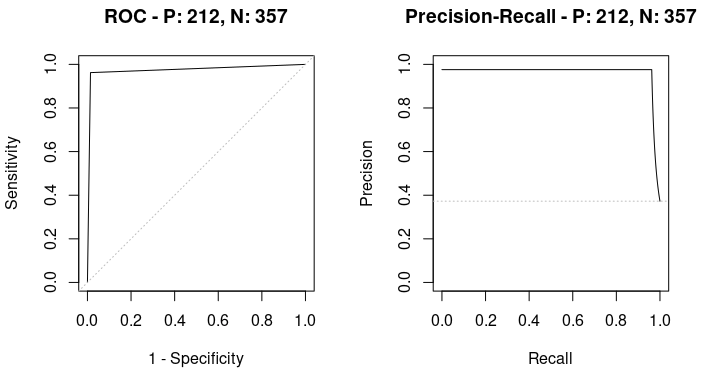 ROC - P: 212, N: 357
Sensitivity
1.0
0.8
0.6
0.4
0.2
0.0
0.0 0.2 0.4 0.6 0.8 1.0
1 - Specificity
Precision-Recall - P: 212, N: 357
Precision
1.0
0.8
0.6
0.4
0.2
0.0
0.0 0.2 0.4 0.6 0.8 1.0
Recall